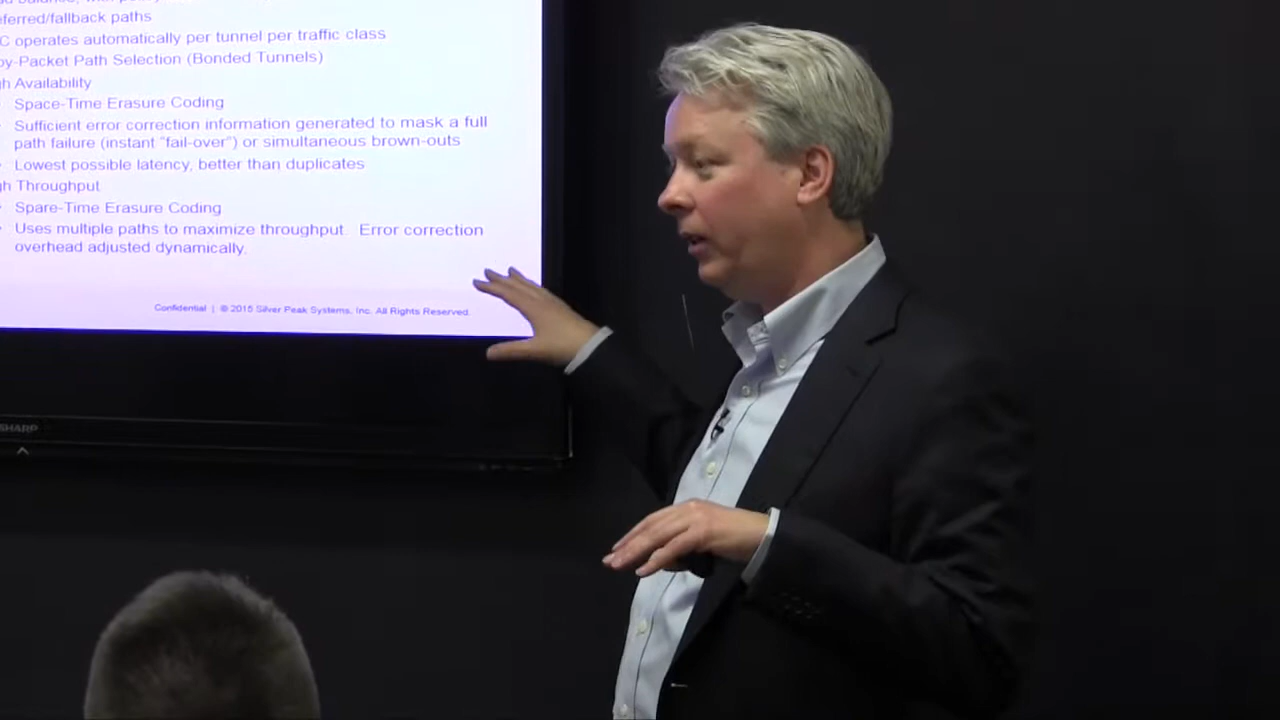 eferred/fallback paths
C operates automatically per tunnel per traffic class
by-Packet Path Selection (Bonded Tunnels)
gh Availability
Space-Time Erasure Coding
Sufficient error correction information generated to mask a full
path failure (instant "fail-over") or simultaneous brown-outs
Lowest possible latency, better than duplicates
gh Throughput
Spare-Time Erasure Coding
Uses multiple paths to maximize throughput. Error correction
overhead adjusted dynamically.
Confidential | © 2015 Silver Peak Systems, Inc. All Rights Reserved.
SHARP